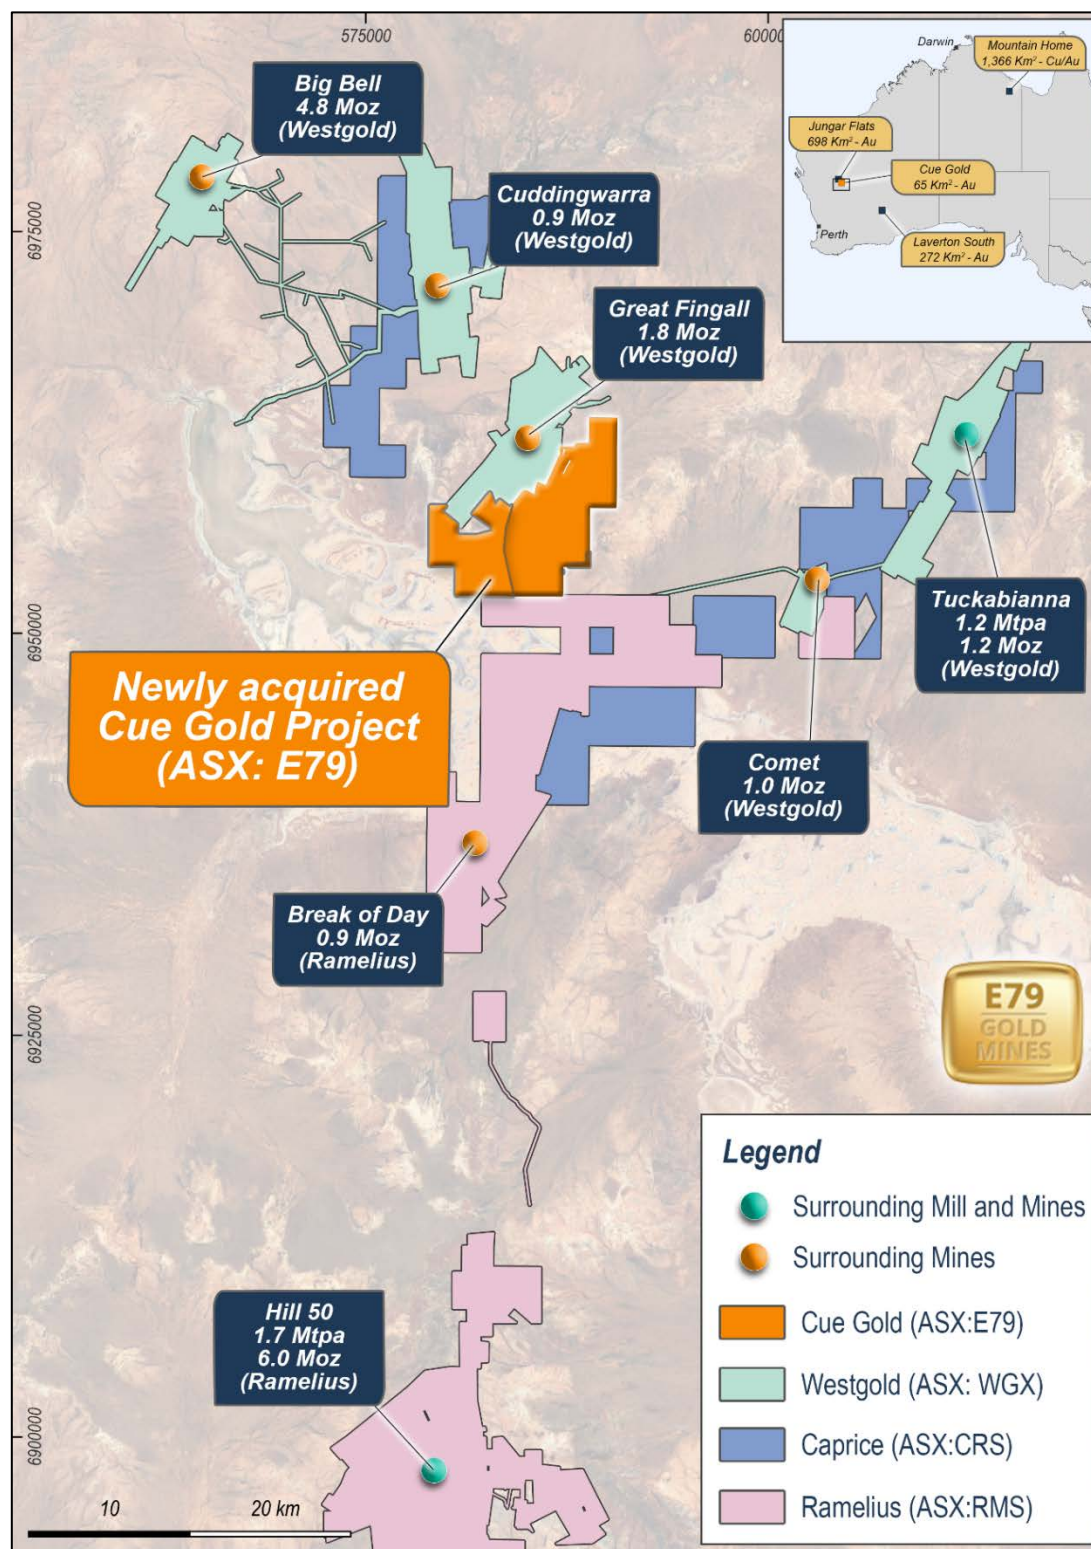 575000
60000
6975000
6950000
6925000
6900000
Big Bell
4.8 Moz
(Westgold)
Cuddingwarra
0.9 Moz
(Westgold)
Great Fingall
1.8 Moz
(Westgold)
Darwin
Mountain Home
1,366 Km² - Cu/Au
Jungar Flats
698 Km² - Au
Cue Gold
65 Km² - Au
Perth
Laverton South
272 Km² - Au
Tuckabianna
1.2 Mtpa
1.2 Moz
(Westgold)
Newly acquired
Cue Gold Project
(ASX: E79)
Comet
1.0 Moz
(Westgold)
Break of Day
0.9 Moz
(Ramelius)
E79
GOLD
MINES
Hill 50
1.7 Mtpa
6.0 Moz
(Ramelius)
Legend
Surrounding Mill and Mines
Surrounding Mines
Cue Gold (ASX:E79)
Westgold (ASX: WGX)
Caprice (ASX:CRS)
Ramelius (ASX:RMS)
10
20 km